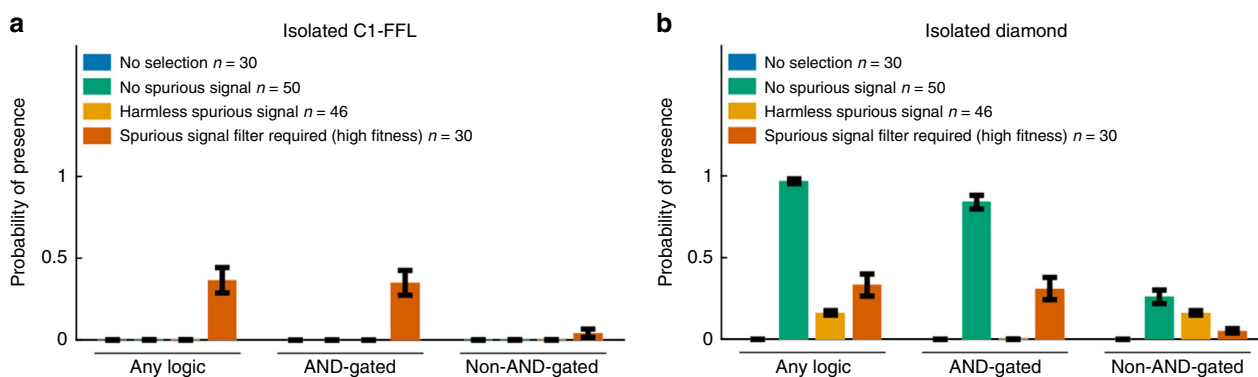 a
Isolated C1-FFL
No selection n = 30
No spurious signal n = 50
Harmless spurious signal n = 46
Spurious signal filter required (high fitness) n = 30
Probability of presence
1
0.5
0
Any logic
AND-gated
Non-AND-gated
b
Isolated diamond
No selection n = 30
No spurious signal n = 50
Harmless spurious signal n = 46
Spurious signal filter required (high fitness) n = 30
Probability of presence
1
0.5
0
Any logic
AND-gated
Non-AND-gated